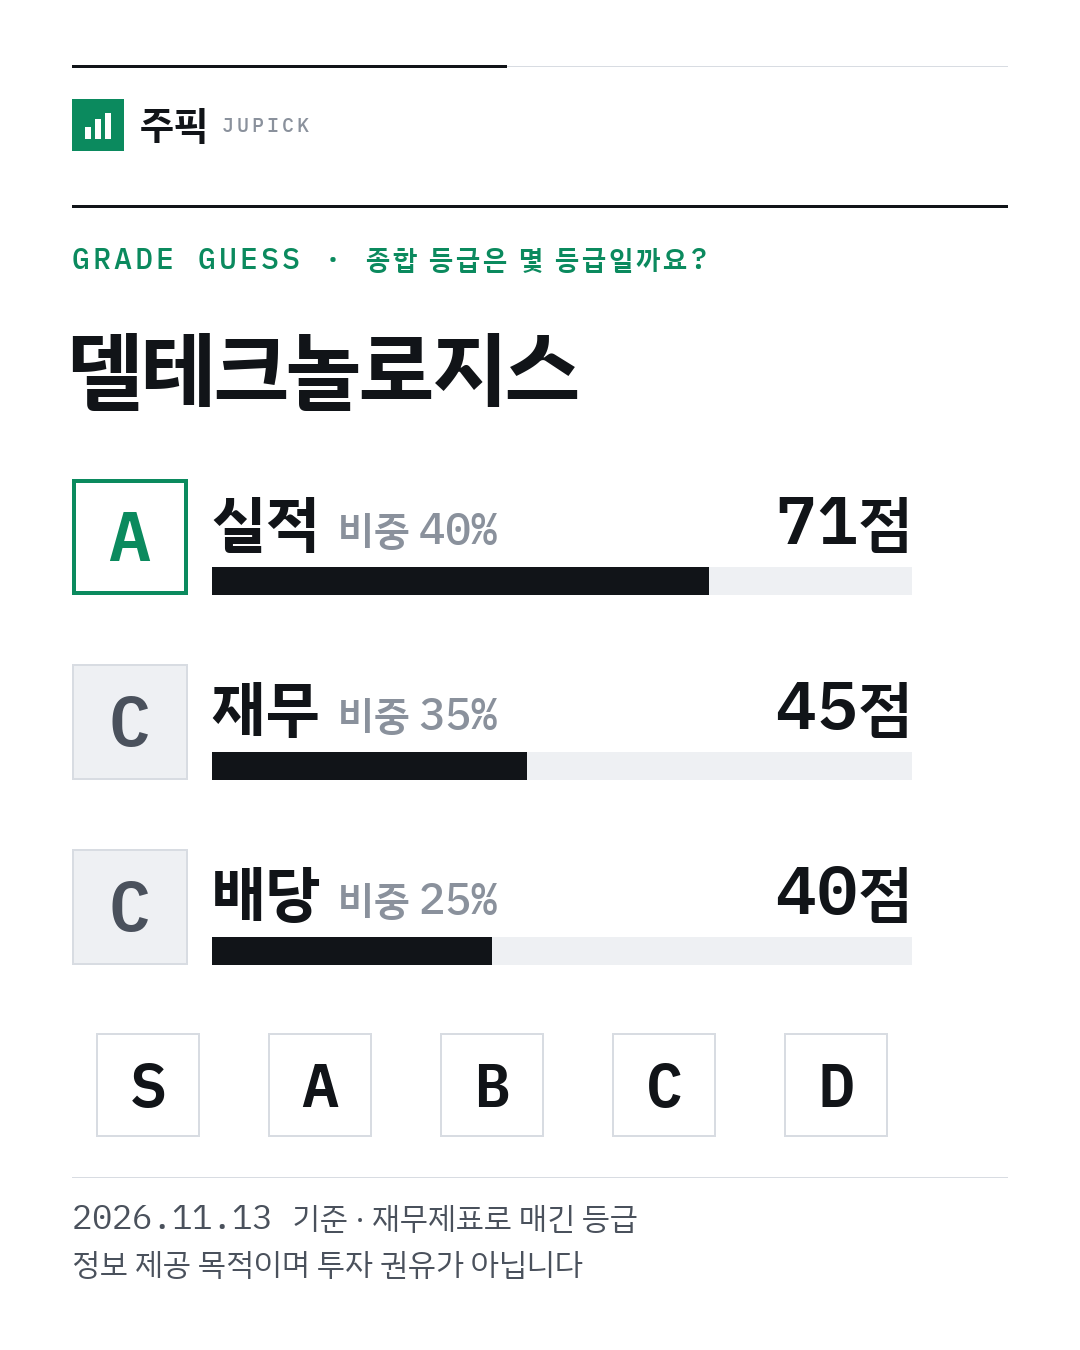 주픽 JUPICK
GRADE GUESS · 종합 등급은 몇 등급일까요?
델테크놀로지스
A 실적 비중 40% 71점
C 재무 비중 35% 45점
C 배당 비중 25% 40점
S A B C D
2026.11.13 기준 · 재무제표로 매긴 등급
정보 제공 목적이며 투자 권유가 아닙니다